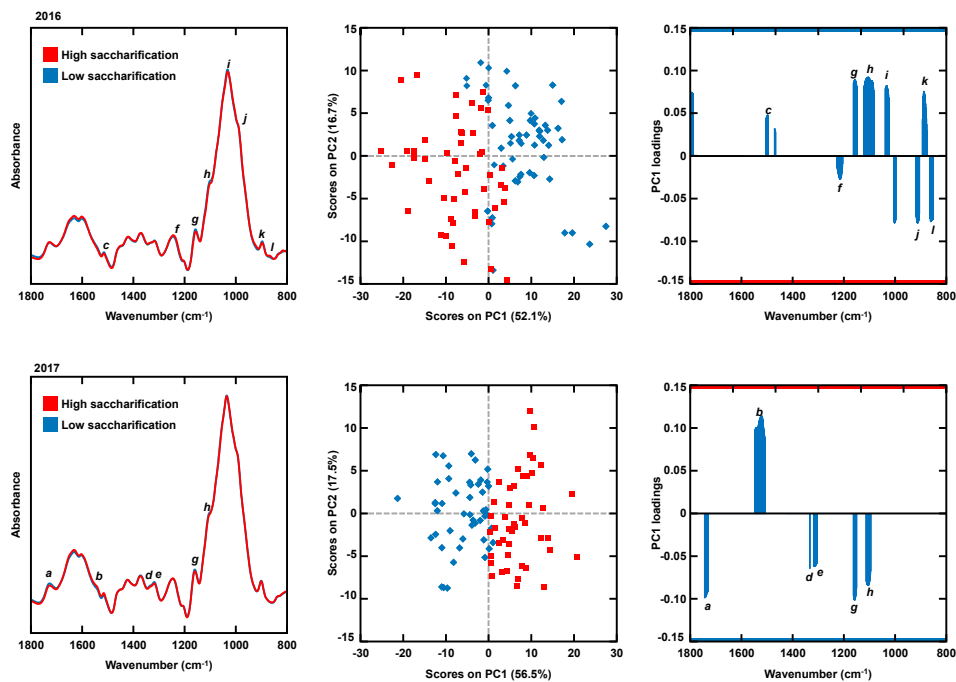 2016
High saccharification
Low saccharification
i
j
h
g
f
c
k
l
Absorbance
1800 1600 1400 1200 1000 800
Wavenumber (cm-1)
Scores on PC2 (16.7%)
15
10
5
0
-5
-10
-15
-30 -20 -10 0 10 20 30
Scores on PC1 (52.1%)
PC1 loadings
0.15
0.10
0.05
0
-0.05
-0.10
-0.15
c
g
h
i
k
f
j
l
1800 1600 1400 1200 1000 800
Wavenumber (cm-1)
2017
High saccharification
Low saccharification
h
g
a
b
d
e
Absorbance
1800 1600 1400 1200 1000 800
Wavenumber (cm-1)
Scores on PC2 (17.5%)
15
10
5
0
-5
-10
-15
-30 -20 -10 0 10 20 30
Scores on PC1 (56.5%)
PC1 loadings
0.15
0.10
0.05
0
-0.05
-0.10
-0.15
b
d
e
a
g
h
1800 1600 1400 1200 1000 800
Wavenumber (cm-1)